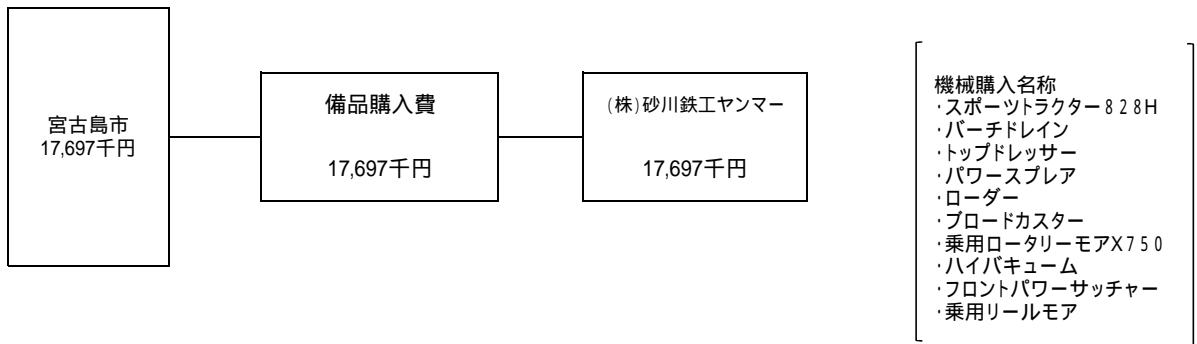 宮古島市
17,697千円
備品購入費
17,697千円
(株)砂川鉄工ヤンマー
17,697千円
機械購入名称
・スポーツトラクター828H
・バーチドレイン
・トップドレッサー
・パワースプレア
・ローダー
・ブロードカスター
・乗用ロータリーモアX750
・ハイバキューム
・フロントパワーサッチャー
・乗用リールモア